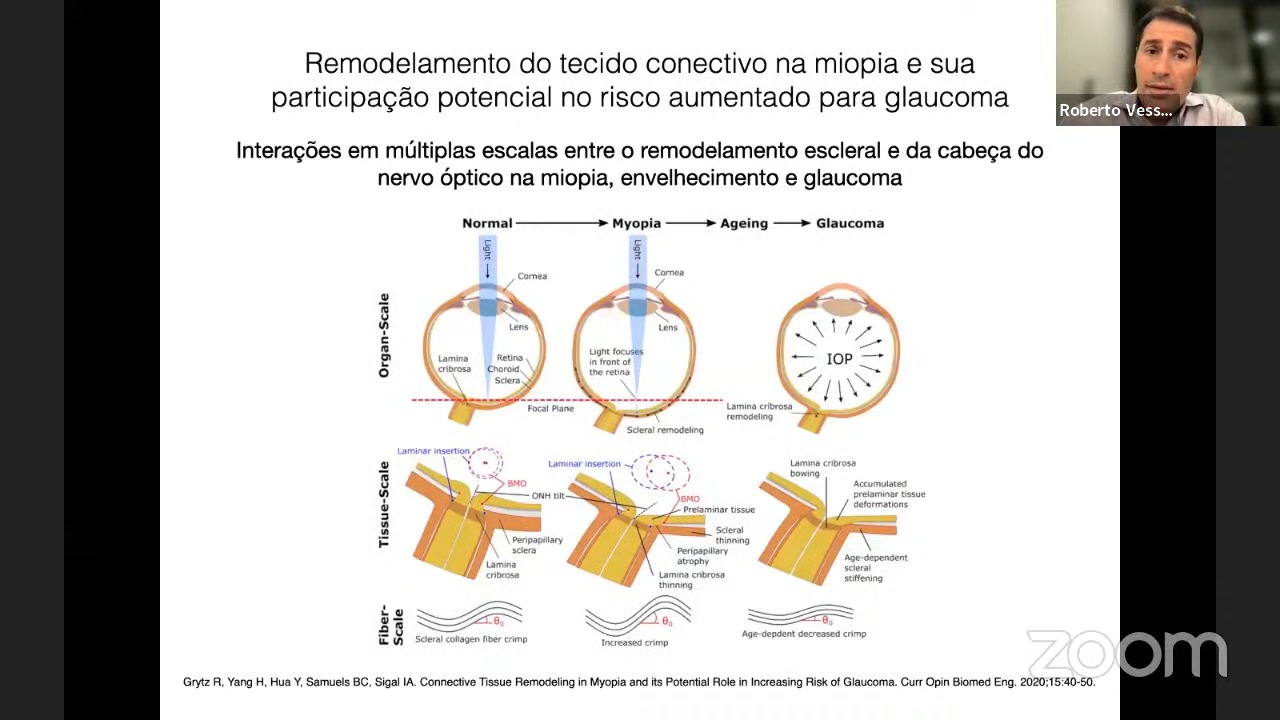 Remodelamento do tecido conectivo na miopia e sua
participação potencial no risco aumentado para glaucoma
Roberto Vess...
Interações em múltiplas escalas entre o remodelamento escleral e da cabeça do
nervo óptico na miopia, envelhecimento e glaucoma
Normal
Myopia
Ageing
Glaucoma
Organ-Scale
Light
Cornea
Lens
Lamina
cribrosa
Retina
Choroid
Sclera
Focal Plane
Light
Cornea
Lens
Light focuses
in front of
the retina
Scleral remodeling
IOP
Lamina cribrosa
remodeling
Tissue-Scale
Laminar insertion
BMO
ONH tilt
Peripapillary
sclera
Lamina
cribrosa
Laminar insertion
BMO
Prelaminar tissue
Scleral
thinning
Peripapillary
atrophy
Lamina cribrosa
thinning
Lamina cribrosa
bowing
Accumulated
prelaminar tissue
deformations
Age-dependent
scleral
stiffening
Fiber-
Scale
θ₀
Scleral collagen fiber crimp
θ₀
Increased crimp
θ₀
Age-depdent decreased crimp
zoom
Grytz R, Yang H, Hua Y, Samuels BC, Sigal IA. Connective Tissue Remodeling in Myopia and its Potential Role in Increasing Risk of Glaucoma. Curr Opin Biomed Eng. 2020;15:40-50.